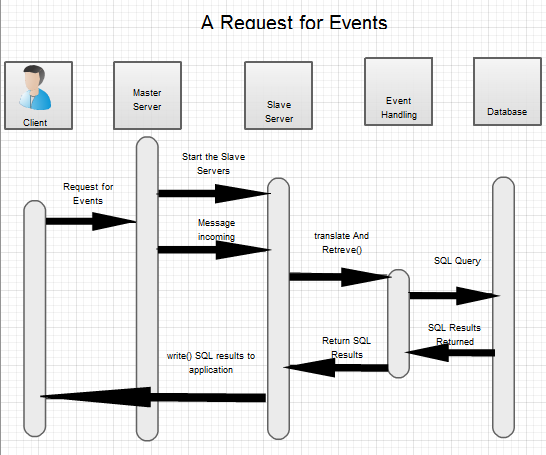 A Request for Events
Client
Master
Server
Slave
Server
Event
Handling
Database
Start the Slave
Servers
Request for
Events
Message
incoming
translate And
Retreve()
SQL Query
SQL Results
Returned
Return SQL
Results
write() SQL results to
application